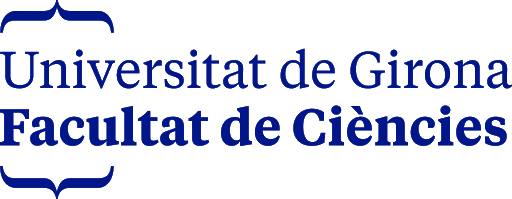 Universitat de Girona
Facultat de Ciències